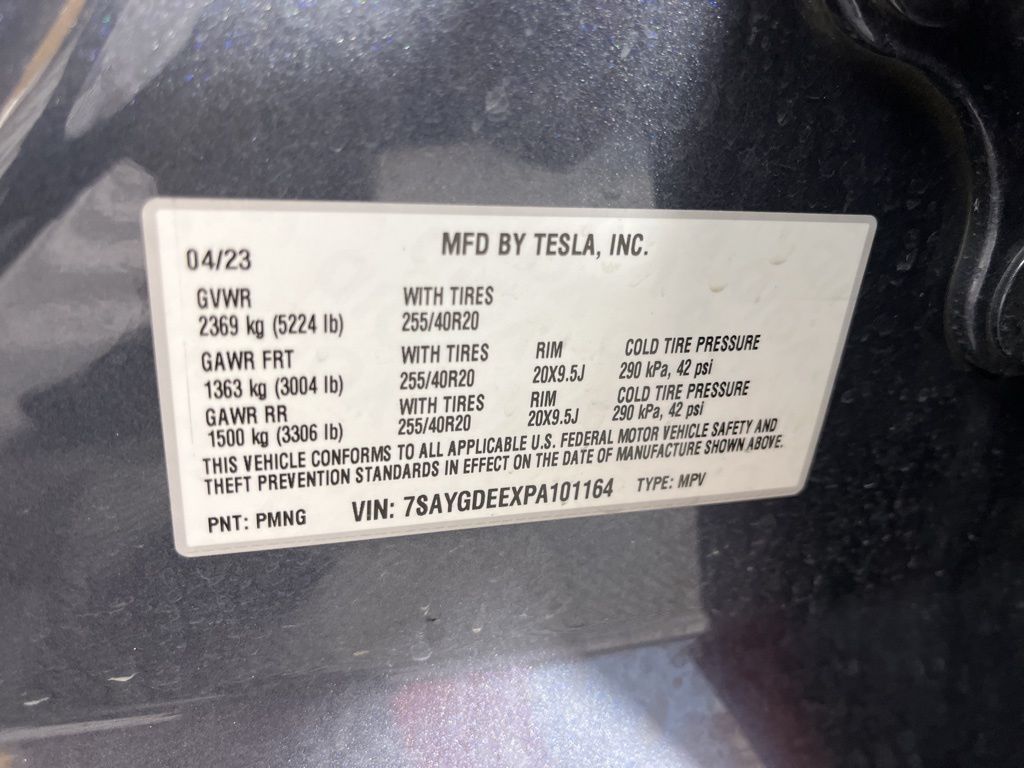 MFD BY TESLA, INC.
04/23
GVWR WITH TIRES
2369 kg (5224 lb) 255/40R20
GAWR FRT WITH TIRES RIM COLD TIRE PRESSURE
1363 kg (3004 lb) 255/40R20 20X9.5J 290 kPa, 42 psi
GAWR RR WITH TIRES RIM COLD TIRE PRESSURE
1500 kg (3306 lb) 255/40R20 20X9.5J 290 kPa, 42 psi
THIS VEHICLE CONFORMS TO ALL APPLICABLE U.S. FEDERAL MOTOR VEHICLE SAFETY AND
THEFT PREVENTION STANDARDS IN EFFECT ON THE DATE OF MANUFACTURE SHOWN ABOVE.
PNT: PMNG VIN: 7SAYGDEEXPA101164 TYPE: MPV